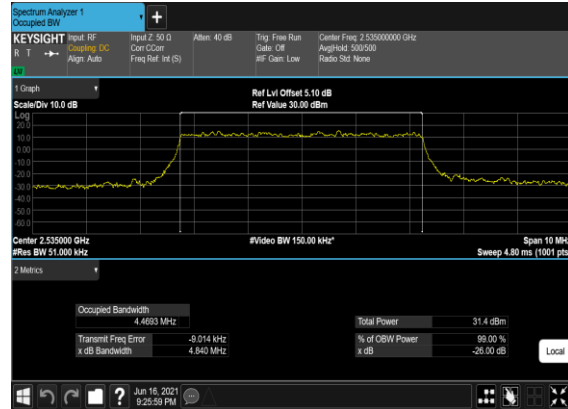 Spectrum Analyzer 1
Occupied BW
KEYSIGHT
R T
LM
Input: RF
Coupling: DC
Align: Auto
Input Z: 50 Ω
Corr CCorr
Freq Ref: Int (S)
Atten: 40 dB
Trig: Free Run
Gate: Off
#IF Gain: Low
Center Freq: 2.535000000 GHz
Avg|Hold: 500/500
Radio Std: None
1 Graph
Scale/Div 10.0 dB
Ref Lvl Offset 5.10 dB
Ref Value 30.00 dBm
Log
20.0
10.0
0.00
-10.0
-20.0
-30.0
-40.0
-50.0
-60.0
Center 2.535000 GHz
#Res BW 51.000 kHz
#Video BW 150.00 kHz*
Span 10 MHz
Sweep 4.80 ms (1001 pts
2 Metrics
Occupied Bandwidth
4.4693 MHz
Transmit Freq Error -9.014 kHz
x dB Bandwidth 4.840 MHz
Total Power 31.4 dBm
% of OBW Power 99.00 %
x dB -26.00 dB
Local
?
Jun 16, 2021
9:25:59 PM